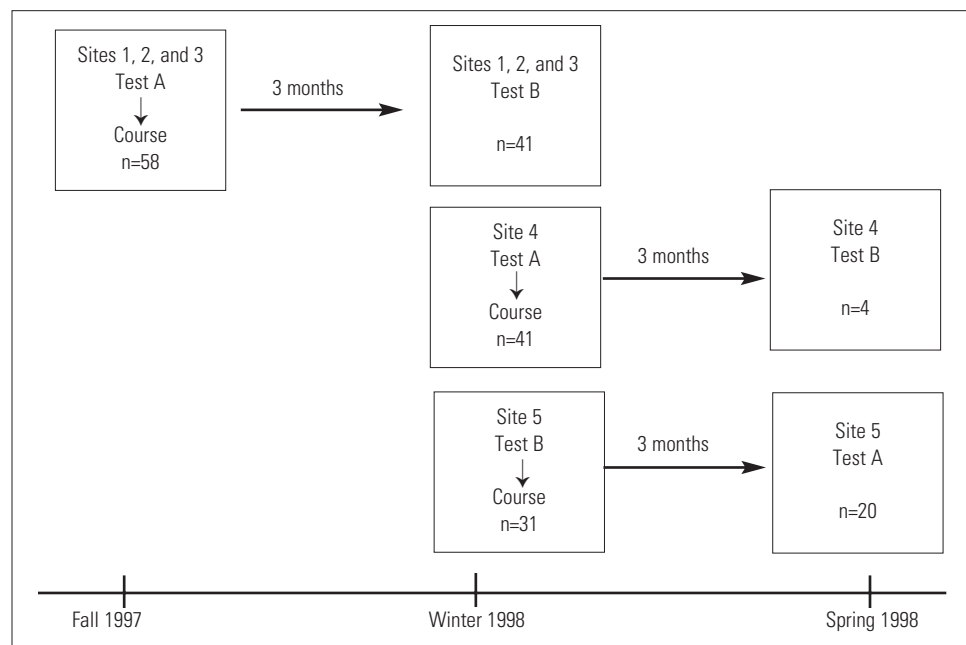 Sites 1, 2, and 3
Test A
Course
n=58
3 months
Sites 1, 2, and 3
Test B
n=41
Site 4
Test A
Course
n=41
3 months
Site 4
Test B
n=4
Site 5
Test B
Course
n=31
3 months
Site 5
Test A
n=20
Fall 1997
Winter 1998
Spring 1998